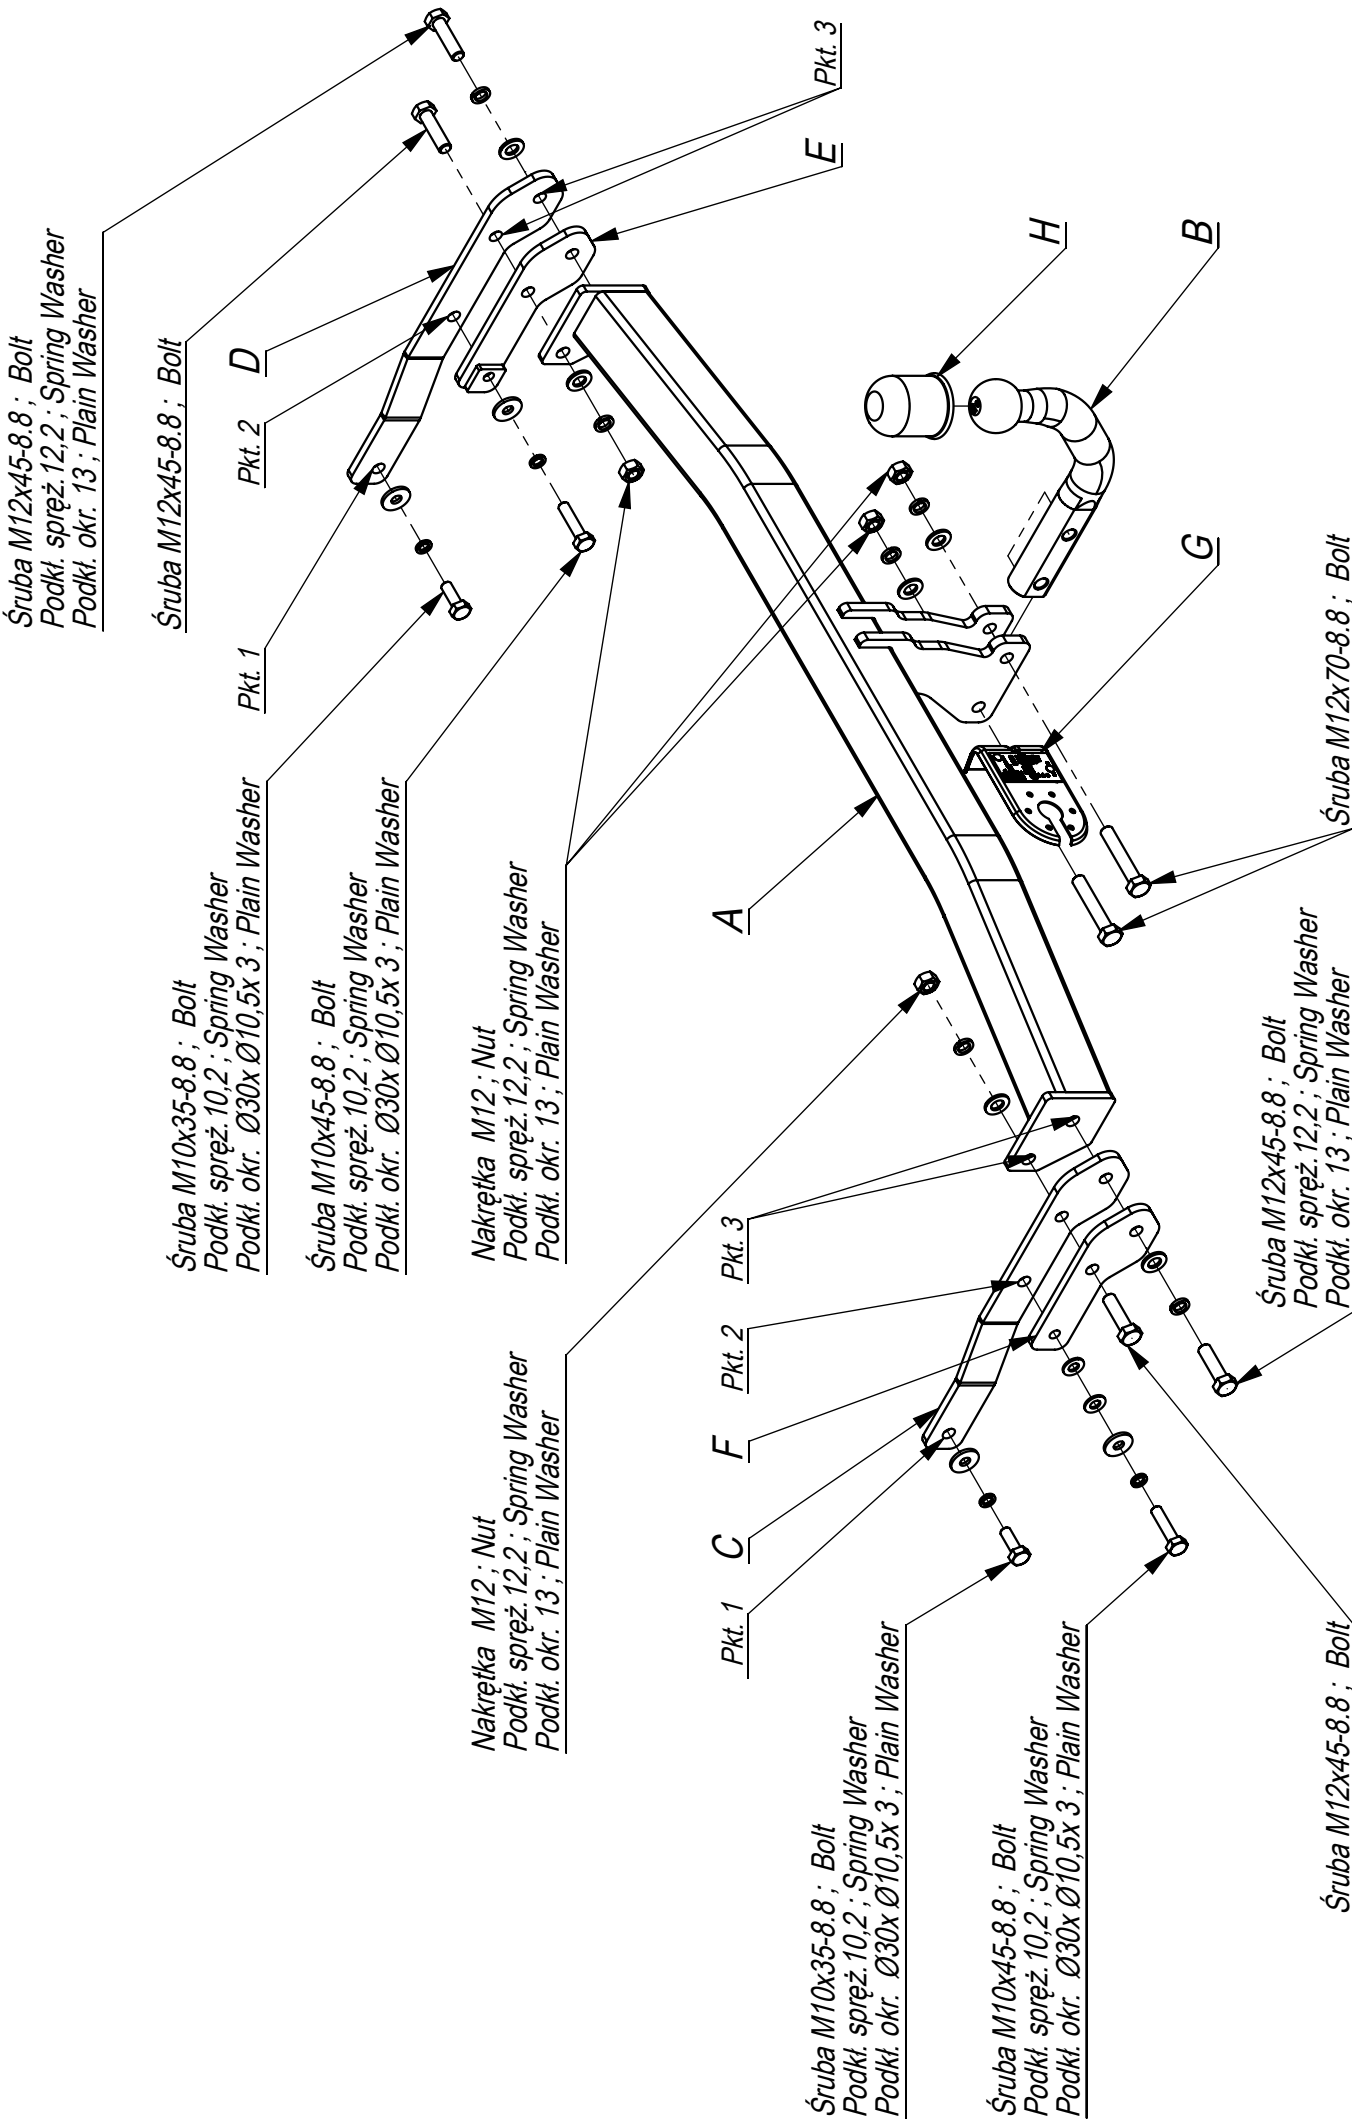 Śruba M12x45-8.8 ; Bolt
Podkł. spręż.12,2 ; Spring Washer
Podkł. okr. 13 ; Plain Washer
Śruba M12x45-8.8 ; Bolt
D
Pkt. 2
Pkt. 1
Pkt. 3
E
H
B
G
A
Śruba M10x35-8.8 ; Bolt
Podkł. spręż.10,2 ; Spring Washer
Podkł. okr. Ø30x Ø10,5x 3 ; Plain Washer
Śruba M10x45-8.8 ; Bolt
Podkł. spręż.10,2 ; Spring Washer
Podkł. okr. Ø30x Ø10,5x 3 ; Plain Washer
Nakrętka M12 ; Nut
Podkł. spręż.12,2 ; Spring Washer
Podkł. okr. 13 ; Plain Washer
Nakrętka M12 ; Nut
Podkł. spręż.12,2 ; Spring Washer
Podkł. okr. 13 ; Plain Washer
Pkt. 3
Pkt. 2
F
C
Pkt. 1
Śruba M10x35-8.8 ; Bolt
Podkł. spręż.10,2 ; Spring Washer
Podkł. okr. Ø30x Ø10,5x 3 ; Plain Washer
Śruba M10x45-8.8 ; Bolt
Podkł. spręż.10,2 ; Spring Washer
Podkł. okr. Ø30x Ø10,5x 3 ; Plain Washer
Śruba M12x45-8.8 ; Bolt
Śruba M12x45-8.8 ; Bolt
Podkł. spręż.12,2 ; Spring Washer
Podkł. okr. 13 ; Plain Washer
Śruba M12x70-8.8 ; Bolt